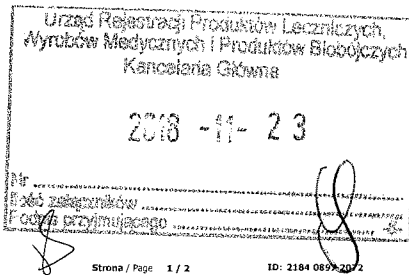 Urząd Rejestracji Produktów Leczniczych,
Wyrobów Medycznych i Produktów Biobójczych
Kancelaria Główna
2018 -11- 23
Nr
Ilość załączników
Podpis przyjmującego
Strona / Page 1 / 2 ID: 2184 0897 2072